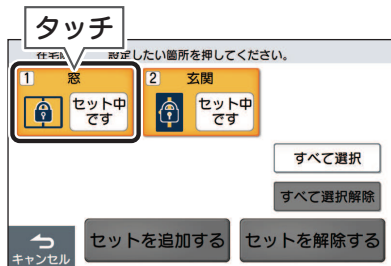 タッチ
在宅
設定したい箇所を押してください。
1 窓
セット中
です
2 玄関
セット中
です
すべて選択
すべて選択解除
キャンセル
セットを追加する
セットを解除する